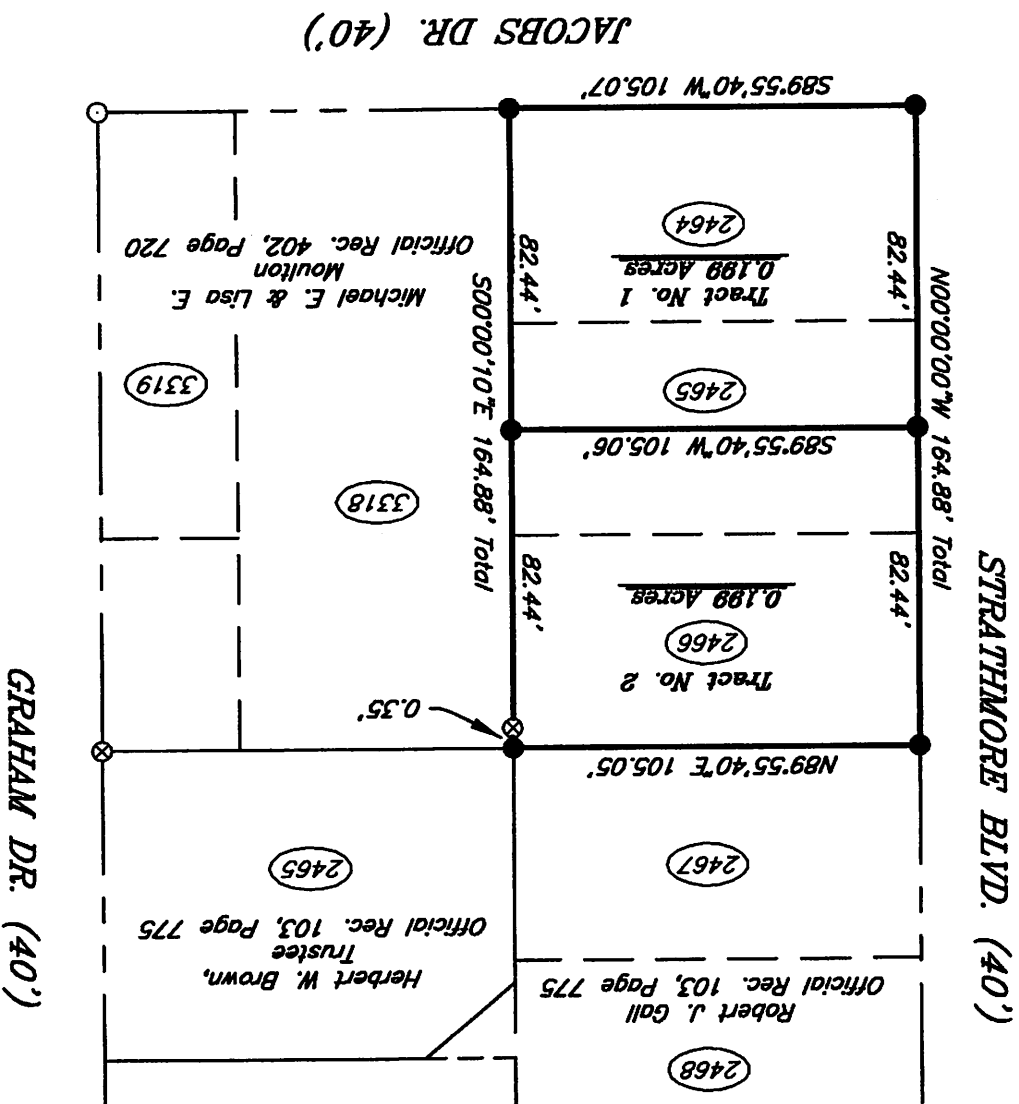 2468
Robert J. Gall
Official Rec. 103, Page 775
Herbert W. Brown,
Trustee
Official Rec. 103, Page 775
2465
2467
GRAHAM DR. (40')
STRATHMORE BLVD. (40')
N89°55'40"E 105.05'
0.35'
Tract No. 2
2466
0.199 Acres
82.44'
82.44'
3318
S89°55'40"W 105.06'
N00°00'00"W 164.88' Total
S00°00'10"E 164.88' Total
2465
3319
Tract No. 1
0.199 Acres
2464
82.44'
82.44'
Michael E. & Lisa E.
Moulton
Official Rec. 402, Page 720
S89°55'40"W 105.07'
JACOBS DR. (40')